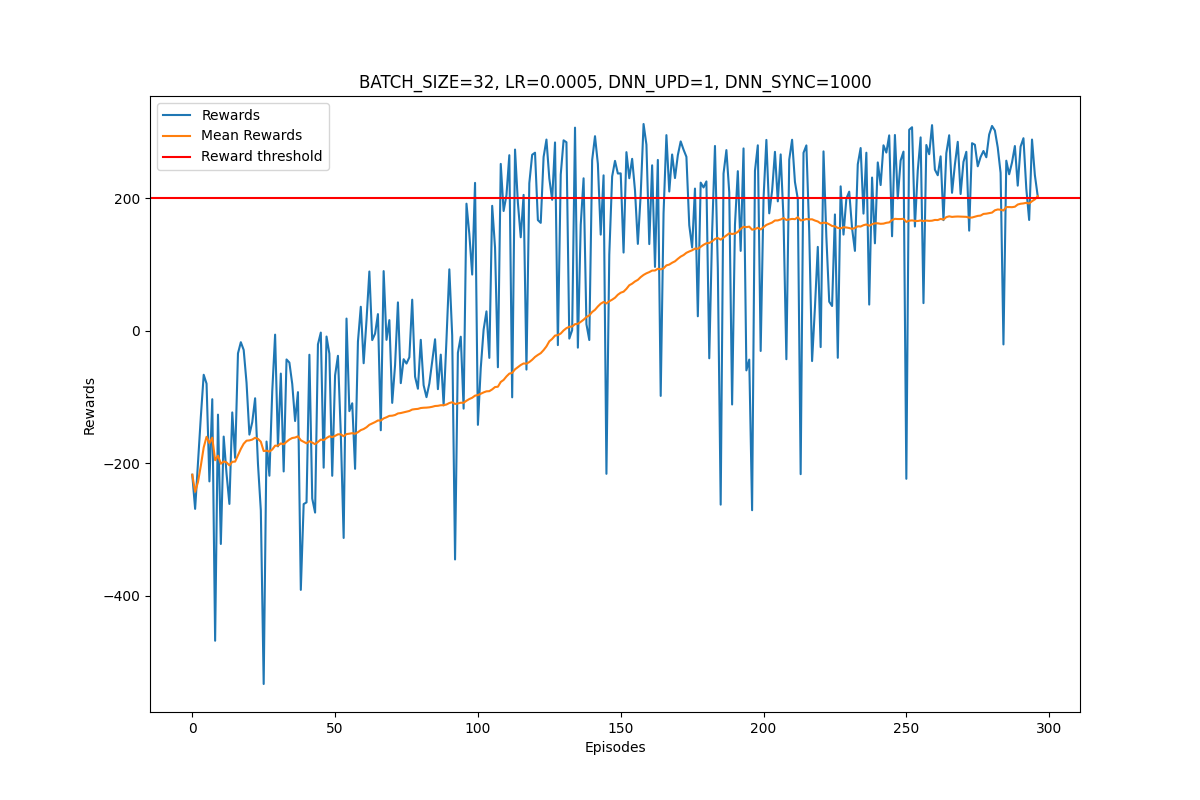 BATCH_SIZE=32, LR=0.0005, DNN_UPD=1, DNN_SYNC=1000
Rewards
Mean Rewards
Reward threshold
200
0
−200
−400
Rewards
0 50 100 150 200 250 300
Episodes